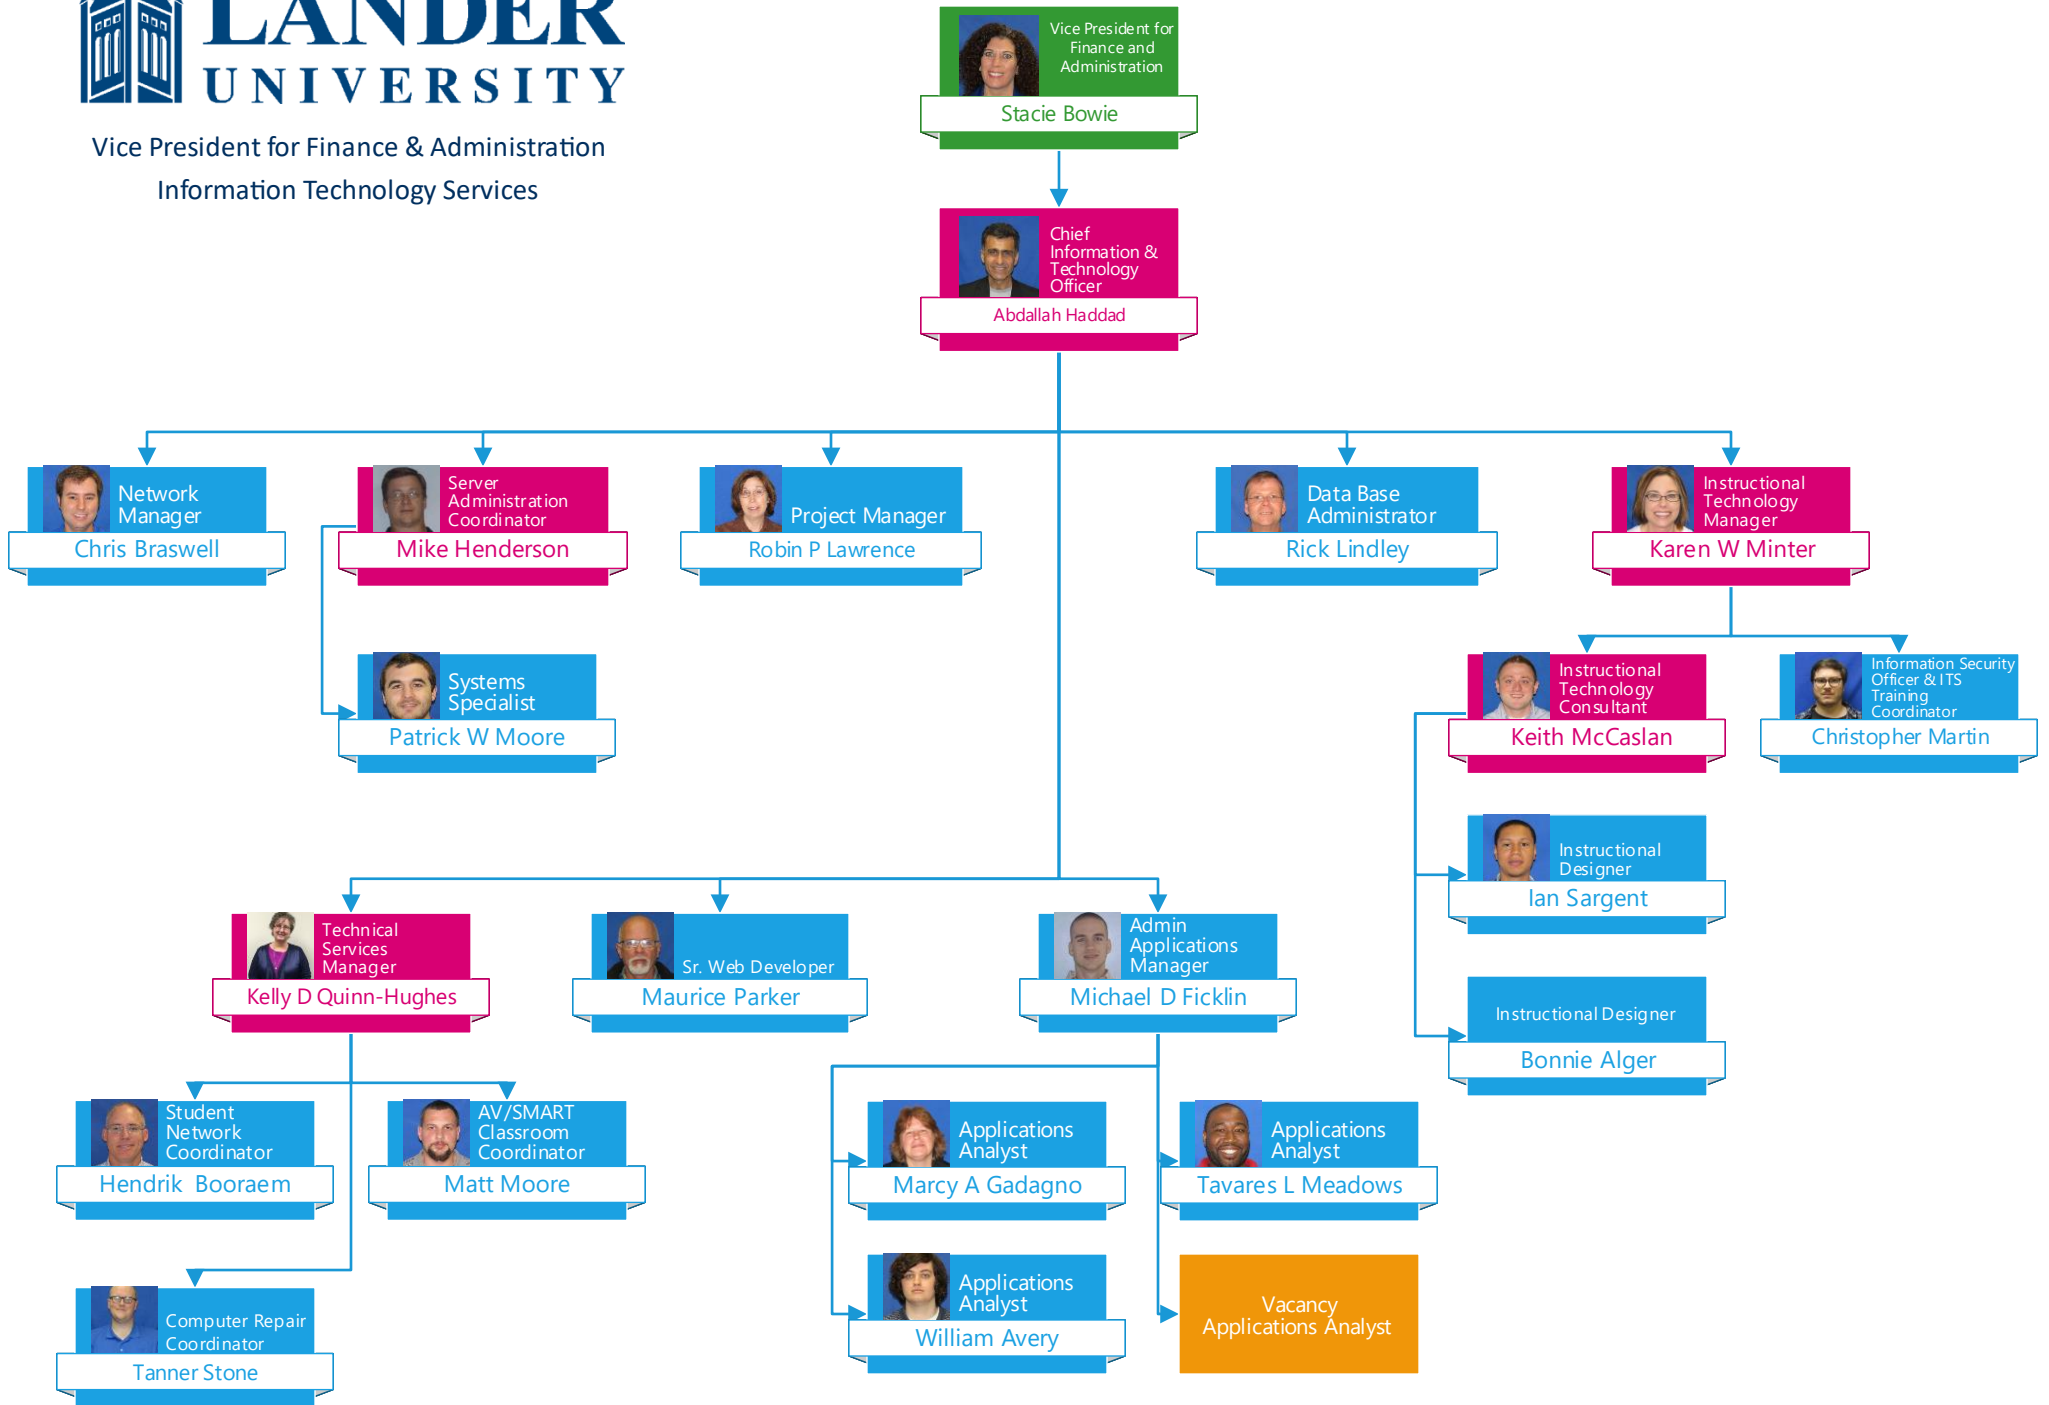 LANDER
UNIVERSITY
Vice President for Finance & Administration
Information Technology Services
Vice President for
Finance and
Administration
Stacie Bowie
Chief
Information &
Technology
Officer
Abdallah Haddad
Network
Manager
Chris Braswell
Server
Administration
Coordinator
Mike Henderson
Project Manager
Robin P Lawrence
Data Base
Administrator
Rick Lindley
Instructional
Technology
Manager
Karen W Minter
Systems
Specialist
Patrick W Moore
Instructional
Technology
Consultant
Keith McCaslan
Information Security
Officer & ITS
Training
Coordinator
Christopher Martin
Instructional
Designer
Ian Sargent
Instructional Designer
Bonnie Alger
Technical
Services
Manager
Kelly D Quinn-Hughes
Sr. Web Developer
Maurice Parker
Admin
Applications
Manager
Michael D Ficklin
Student
Network
Coordinator
Hendrik Booraem
AV/SMART
Classroom
Coordinator
Matt Moore
Applications
Analyst
Marcy A Gadagno
Applications
Analyst
Tavares L Meadows
Computer Repair
Coordinator
Tanner Stone
Applications
Analyst
William Avery
Vacancy
Applications Analyst